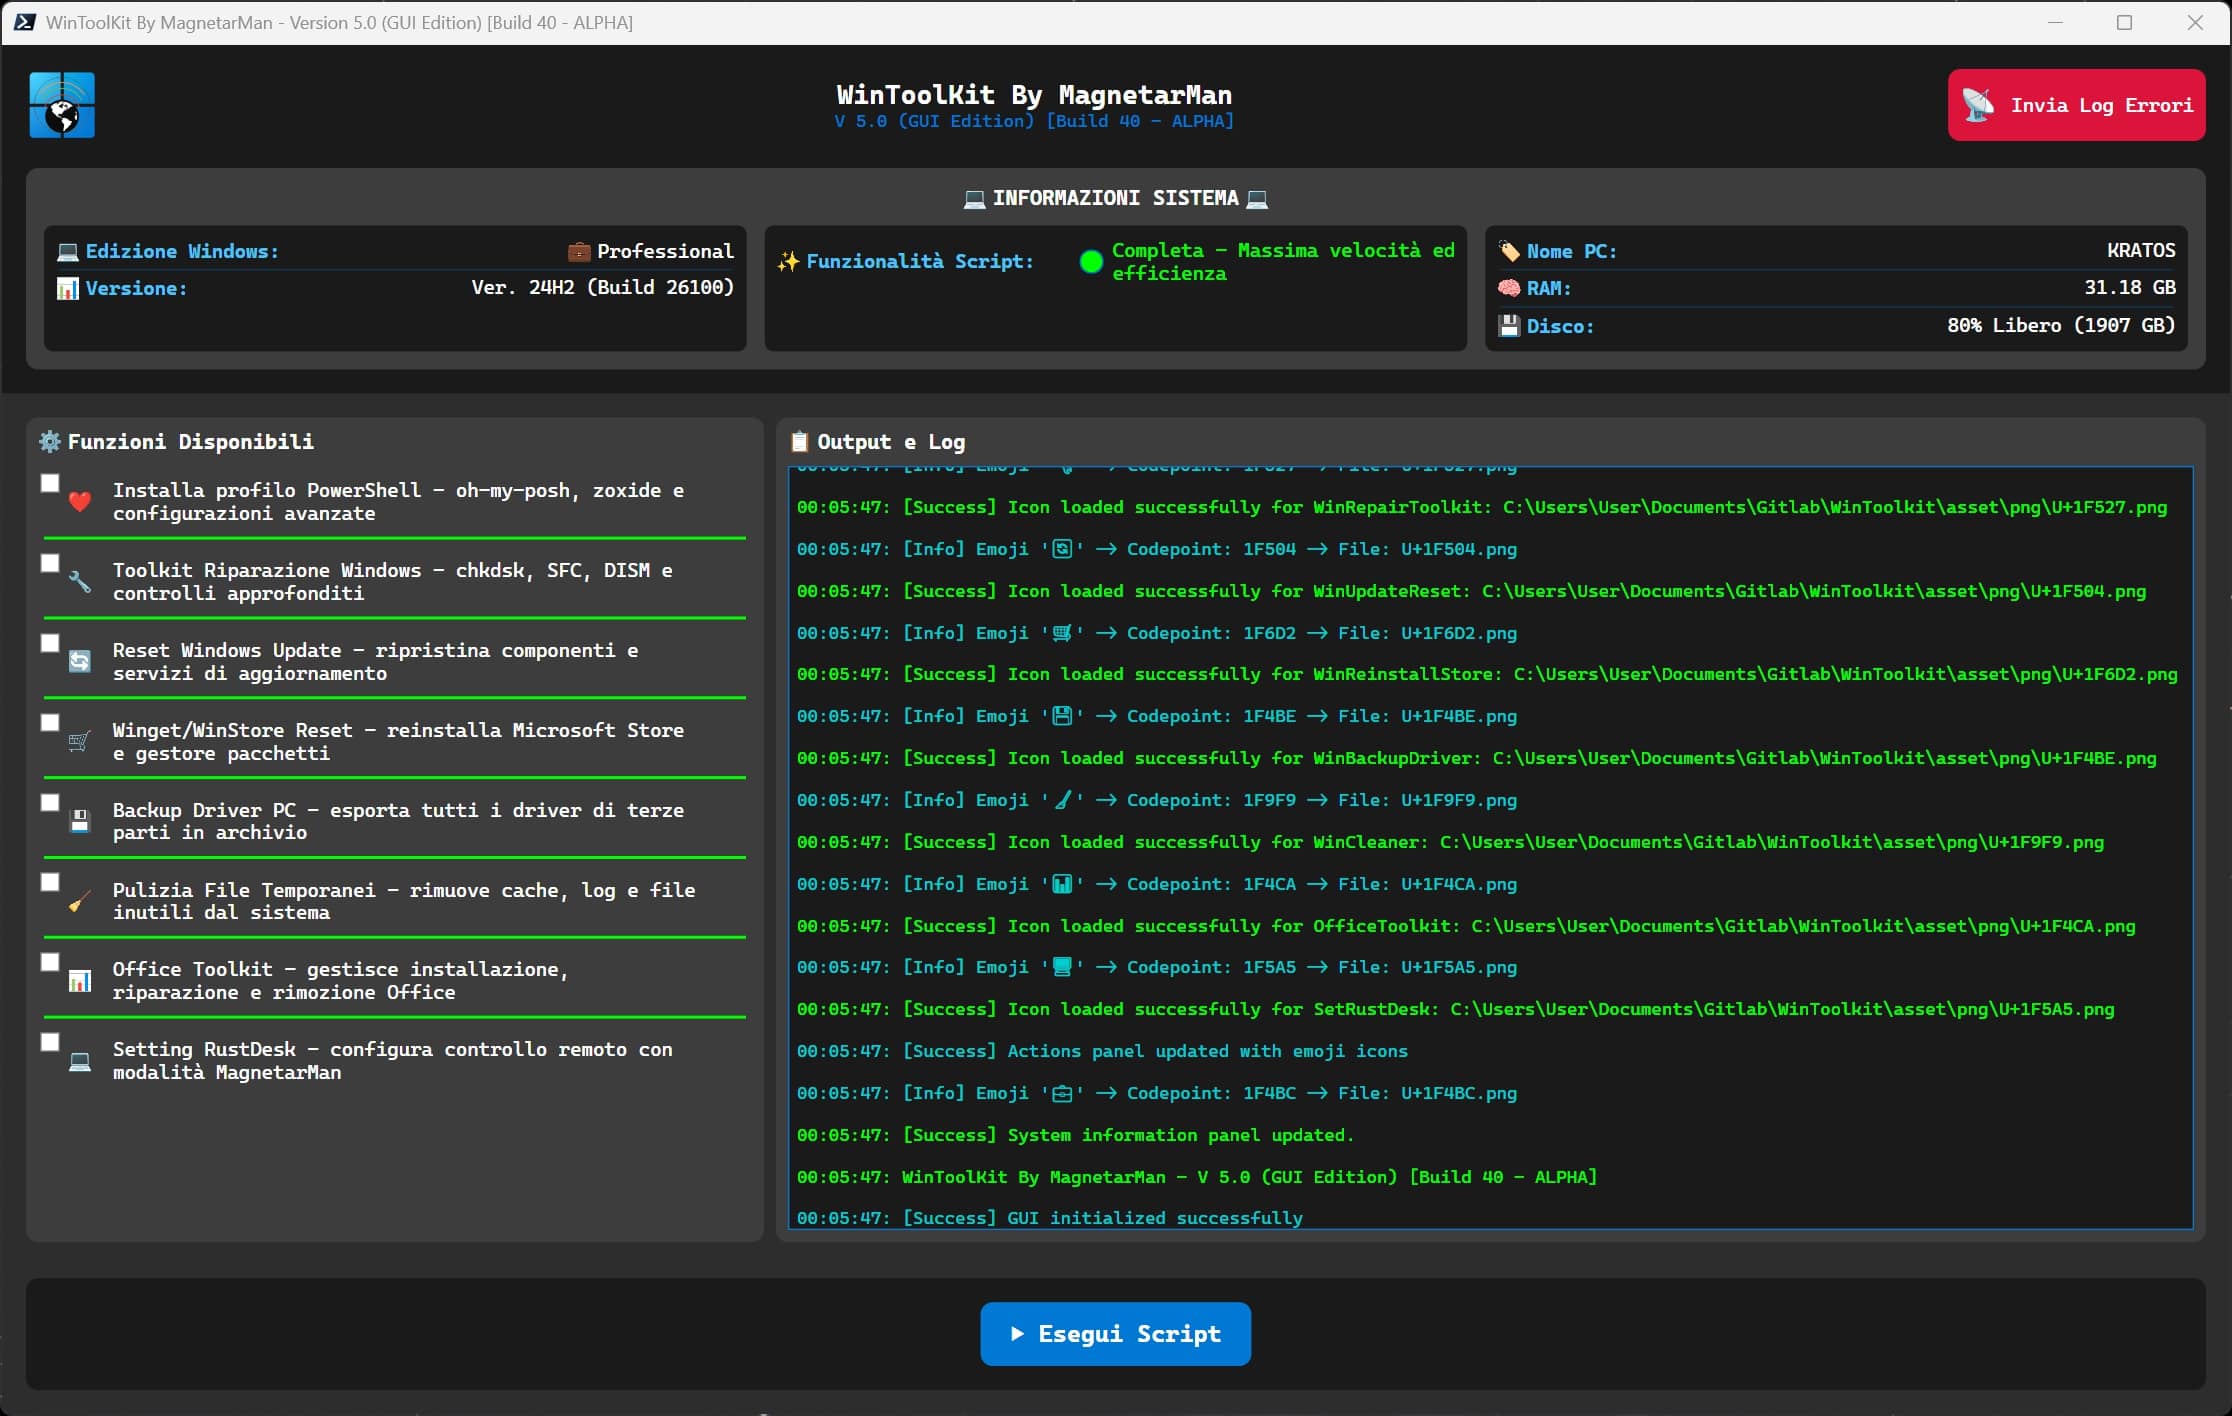 WinToolKit By MagnetarMan - Version 5.0 (GUI Edition) [Build 40 - ALPHA]
WinToolKit By MagnetarMan
V 5.0 (GUI Edition) [Build 40 - ALPHA]
Invia Log Errori
INFORMAZIONI SISTEMA
Edizione Windows: Professional
Versione: Ver. 24H2 (Build 26100)
Funzionalità Script: Completa - Massima velocità ed
efficienza
Nome PC: KRATOS
RAM: 31.18 GB
Disco: 80% Libero (1907 GB)
Funzioni Disponibili
Installa profilo PowerShell - oh-my-posh, zoxide e
configurazioni avanzate
Toolkit Riparazione Windows - chkdsk, SFC, DISM e
controlli approfonditi
Reset Windows Update - ripristina componenti e
servizi di aggiornamento
Winget/WinStore Reset - reinstalla Microsoft Store
e gestore pacchetti
Backup Driver PC - esporta tutti i driver di terze
parti in archivio
Pulizia File Temporanei - rimuove cache, log e file
inutili dal sistema
Office Toolkit - gestisce installazione,
riparazione e rimozione Office
Setting RustDesk - configura controllo remoto con
modalità MagnetarMan
Output e Log
00:05:47: [Info] Emoji '🔧' -> Codepoint: 1F527 -> File: U+1F527.png
00:05:47: [Success] Icon loaded successfully for WinRepairToolkit: C:\Users\User\Documents\Gitlab\WinToolkit\asset\png\U+1F527.png
00:05:47: [Info] Emoji '🔄' -> Codepoint: 1F504 -> File: U+1F504.png
00:05:47: [Success] Icon loaded successfully for WinUpdateReset: C:\Users\User\Documents\Gitlab\WinToolkit\asset\png\U+1F504.png
00:05:47: [Info] Emoji '🛒' -> Codepoint: 1F6D2 -> File: U+1F6D2.png
00:05:47: [Success] Icon loaded successfully for WinReinstallStore: C:\Users\User\Documents\Gitlab\WinToolkit\asset\png\U+1F6D2.png
00:05:47: [Info] Emoji '💾' -> Codepoint: 1F4BE -> File: U+1F4BE.png
00:05:47: [Success] Icon loaded successfully for WinBackupDriver: C:\Users\User\Documents\Gitlab\WinToolkit\asset\png\U+1F4BE.png
00:05:47: [Info] Emoji '🧹' -> Codepoint: 1F9F9 -> File: U+1F9F9.png
00:05:47: [Success] Icon loaded successfully for WinCleaner: C:\Users\User\Documents\Gitlab\WinToolkit\asset\png\U+1F9F9.png
00:05:47: [Info] Emoji '📊' -> Codepoint: 1F4CA -> File: U+1F4CA.png
00:05:47: [Success] Icon loaded successfully for OfficeToolkit: C:\Users\User\Documents\Gitlab\WinToolkit\asset\png\U+1F4CA.png
00:05:47: [Info] Emoji '🖥' -> Codepoint: 1F5A5 -> File: U+1F5A5.png
00:05:47: [Success] Icon loaded successfully for SetRustDesk: C:\Users\User\Documents\Gitlab\WinToolkit\asset\png\U+1F5A5.png
00:05:47: [Success] Actions panel updated with emoji icons
00:05:47: [Info] Emoji '💼' -> Codepoint: 1F4BC -> File: U+1F4BC.png
00:05:47: [Success] System information panel updated.
00:05:47: WinToolKit By MagnetarMan - V 5.0 (GUI Edition) [Build 40 - ALPHA]
00:05:47: [Success] GUI initialized successfully
Esegui Script